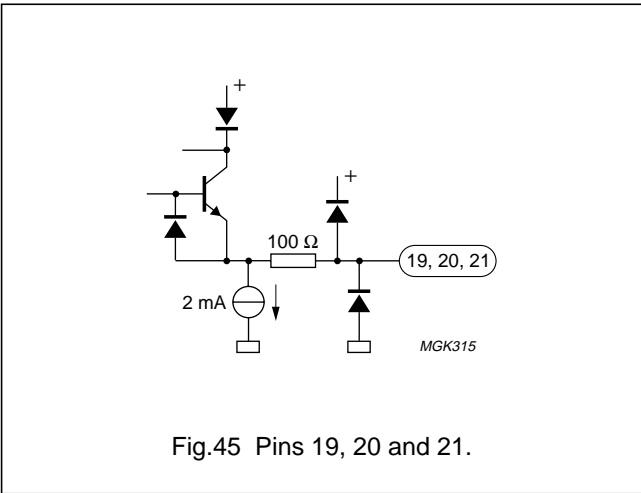 +
+
100 Ω
19, 20, 21
2 mA
MGK315
Fig.45 Pins 19, 20 and 21.